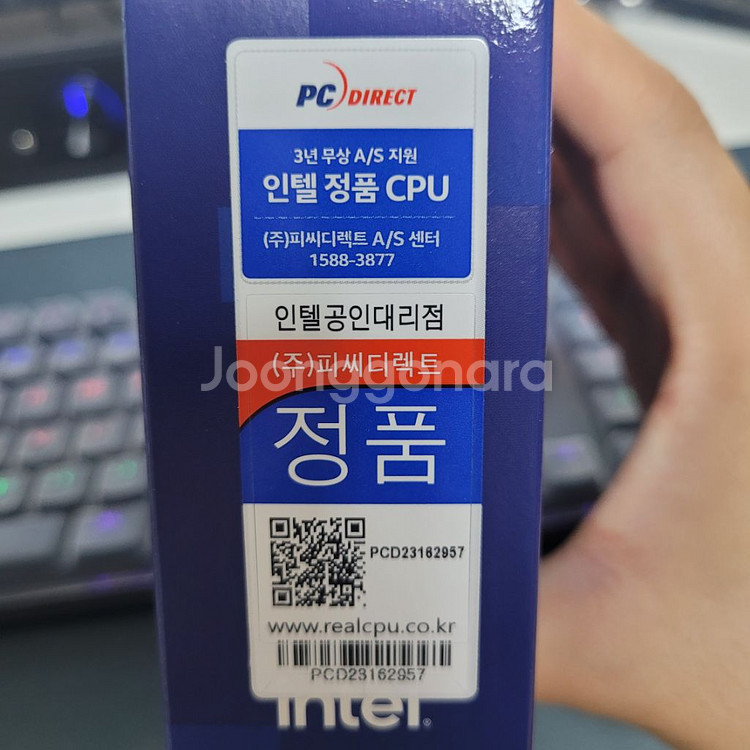 PC DIRECT
3년 무상 A/S 지원
인텔 정품 CPU
(주)피씨디렉트 A/S 센터
1588-3877
인텔공인대리점
(주)피씨디렉트
Joonggonara
정품
PCD23162957
www.realcpu.co.kr
PCD23162957
intel.